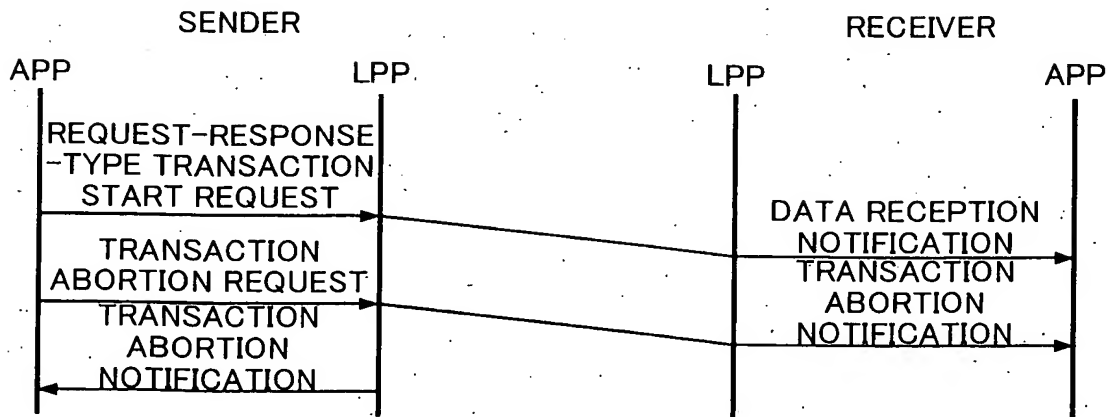 SENDER
RECEIVER
APP
LPP
LPP
APP
REQUEST-RESPONSE
-TYPE TRANSACTION
START REQUEST
DATA RECEPTION
NOTIFICATION
TRANSACTION
ABORTION REQUEST
TRANSACTION
ABORTION
NOTIFICATION
TRANSACTION
ABORTION
NOTIFICATION